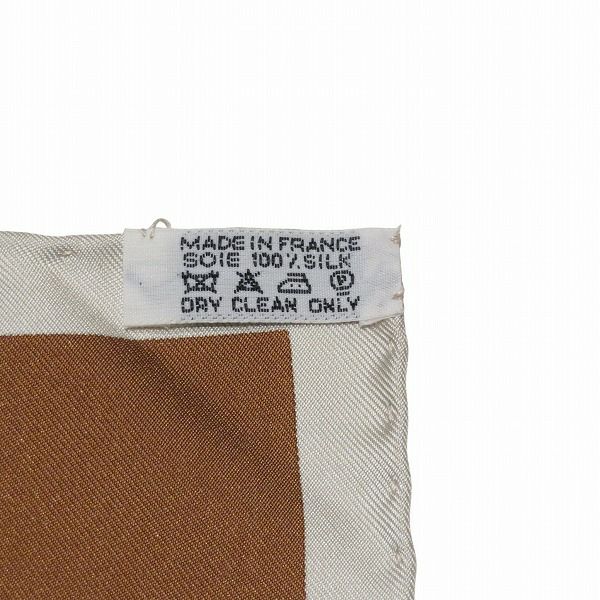 MADE IN FRANCE
SOIE 100% SILK
P
DRY CLEAN ONLY